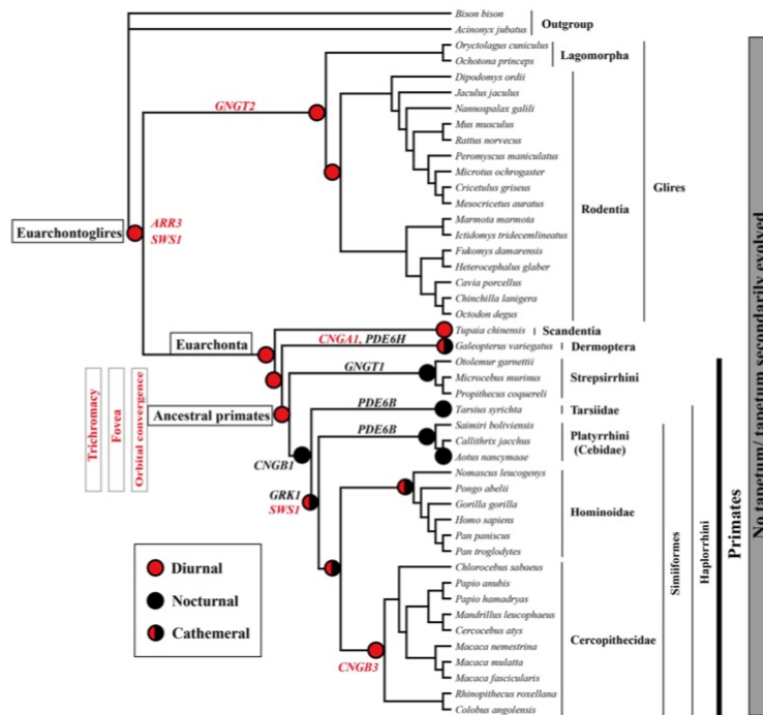 Bison bison
Acinonyx jubatus
Outgroup
Oryctolagus cuniculus
Ochotona princeps
Lagomorpha
Dipodomys ordii
Jaculus jaculus
Nannospalax galili
Mus musculus
Rattus norvecus
Peromyscus maniculatus
Microtus ochrogaster
Cricetulus griseus
Mesocricetus auratus
Marmota marmota
Ictidomys tridecemlineatus
Fukomys damarensis
Heterocephalus glaber
Cavia porcellus
Chinchilla lanigera
Octodon degus
Rodentia
Glires
GNGT2
ARR3
SWS1
Euarchontoglires
Euarchonta
Tupaia chinensis
Scandentia
CNGA1, PDE6H
Galeopterus variegatus
Dermoptera
GNGT1
Otolemur garnettii
Microcebus murinus
Propithecus coquereli
Strepsirrhini
Ancestral primates
Trichromacy
Fovea
Orbital convergence
PDE6B
Tarsius syrichta
Tarsiidae
PDE6B
Saimiri boliviensis
Callithrix jacchus
Aotus nancymaae
Platyrrhini
(Cebidae)
CNGB1
GRK1
SWS1
Nomascus leucogenys
Pongo abelii
Gorilla gorilla
Homo sapiens
Pan paniscus
Pan troglodytes
Hominoidae
Chlorocebus sabaeus
Papio anubis
Papio hamadryas
Mandrillus leucophaeus
Cercocebus atys
Macaca nemestrina
Macaca mulatta
Macaca fascicularis
Rhinopithecus roxellana
Colobus angolensis
Cercopithecidae
CNGB3
Simiiformes
Haplorrhini
Primates
No tapetum/ tapetum secondarily evolved
Diurnal
Nocturnal
Cathemeral